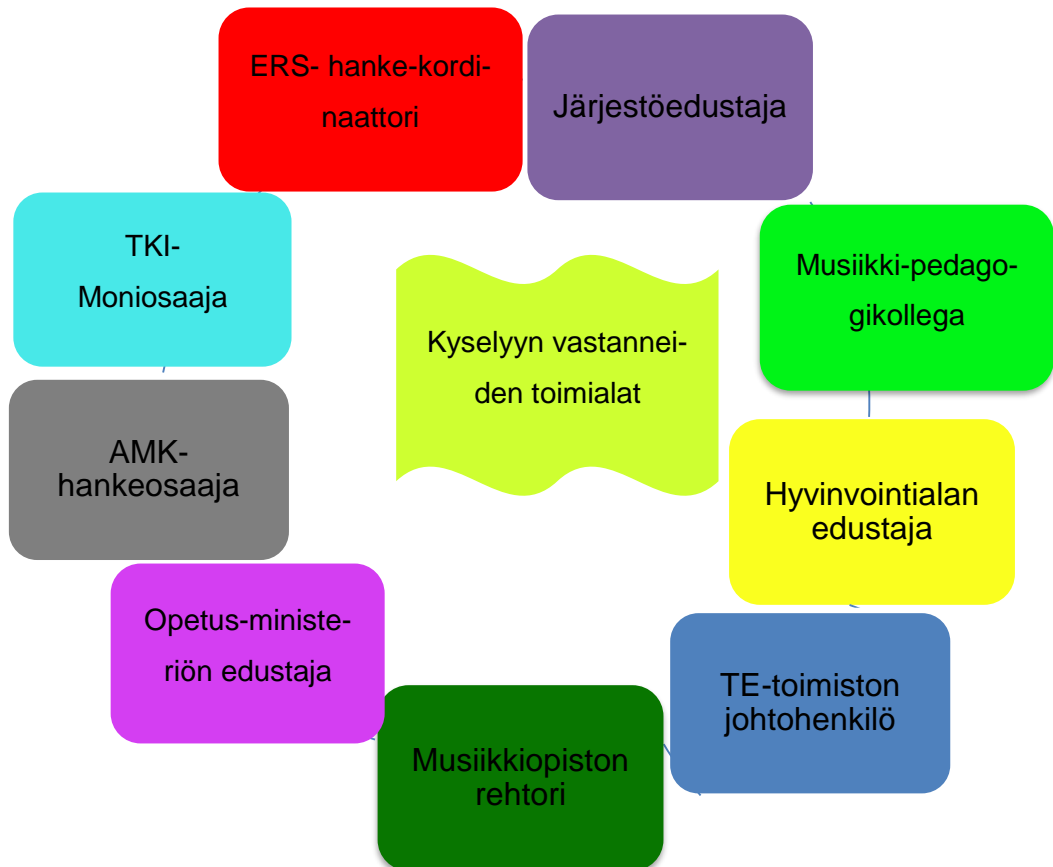 ERS- hanke-kordi-
naattori
Järjestöedustaja
TKI-
Moniosaaja
Musiikki-pedago-
gikollega
Kyselyyn vastannei-
den toimialat
AMK-
hankeosaaja
Hyvinvointialan
edustaja
Opetus-ministe-
riön edustaja
TE-toimiston
johtohenkilö
Musiikkiopiston
rehtori